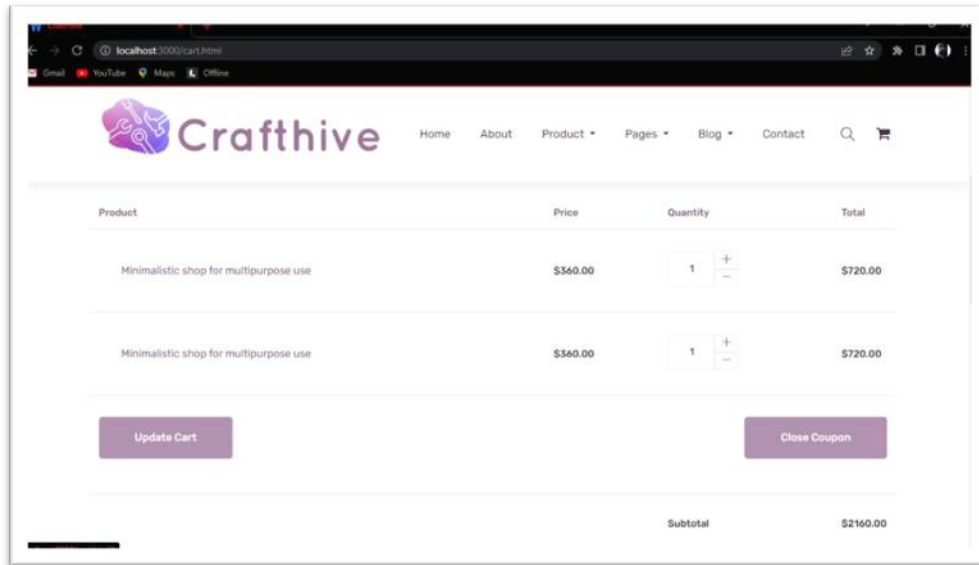 localhost:3000/cart.html
Gmail YouTube Maps Offline
Crafthive Home About Product Pages Blog Contact
Product Price Quantity Total
Minimalistic shop for multipurpose use $360.00 1 $720.00
Minimalistic shop for multipurpose use $360.00 1 $720.00
Update Cart Close Coupon
Subtotal $2160.00